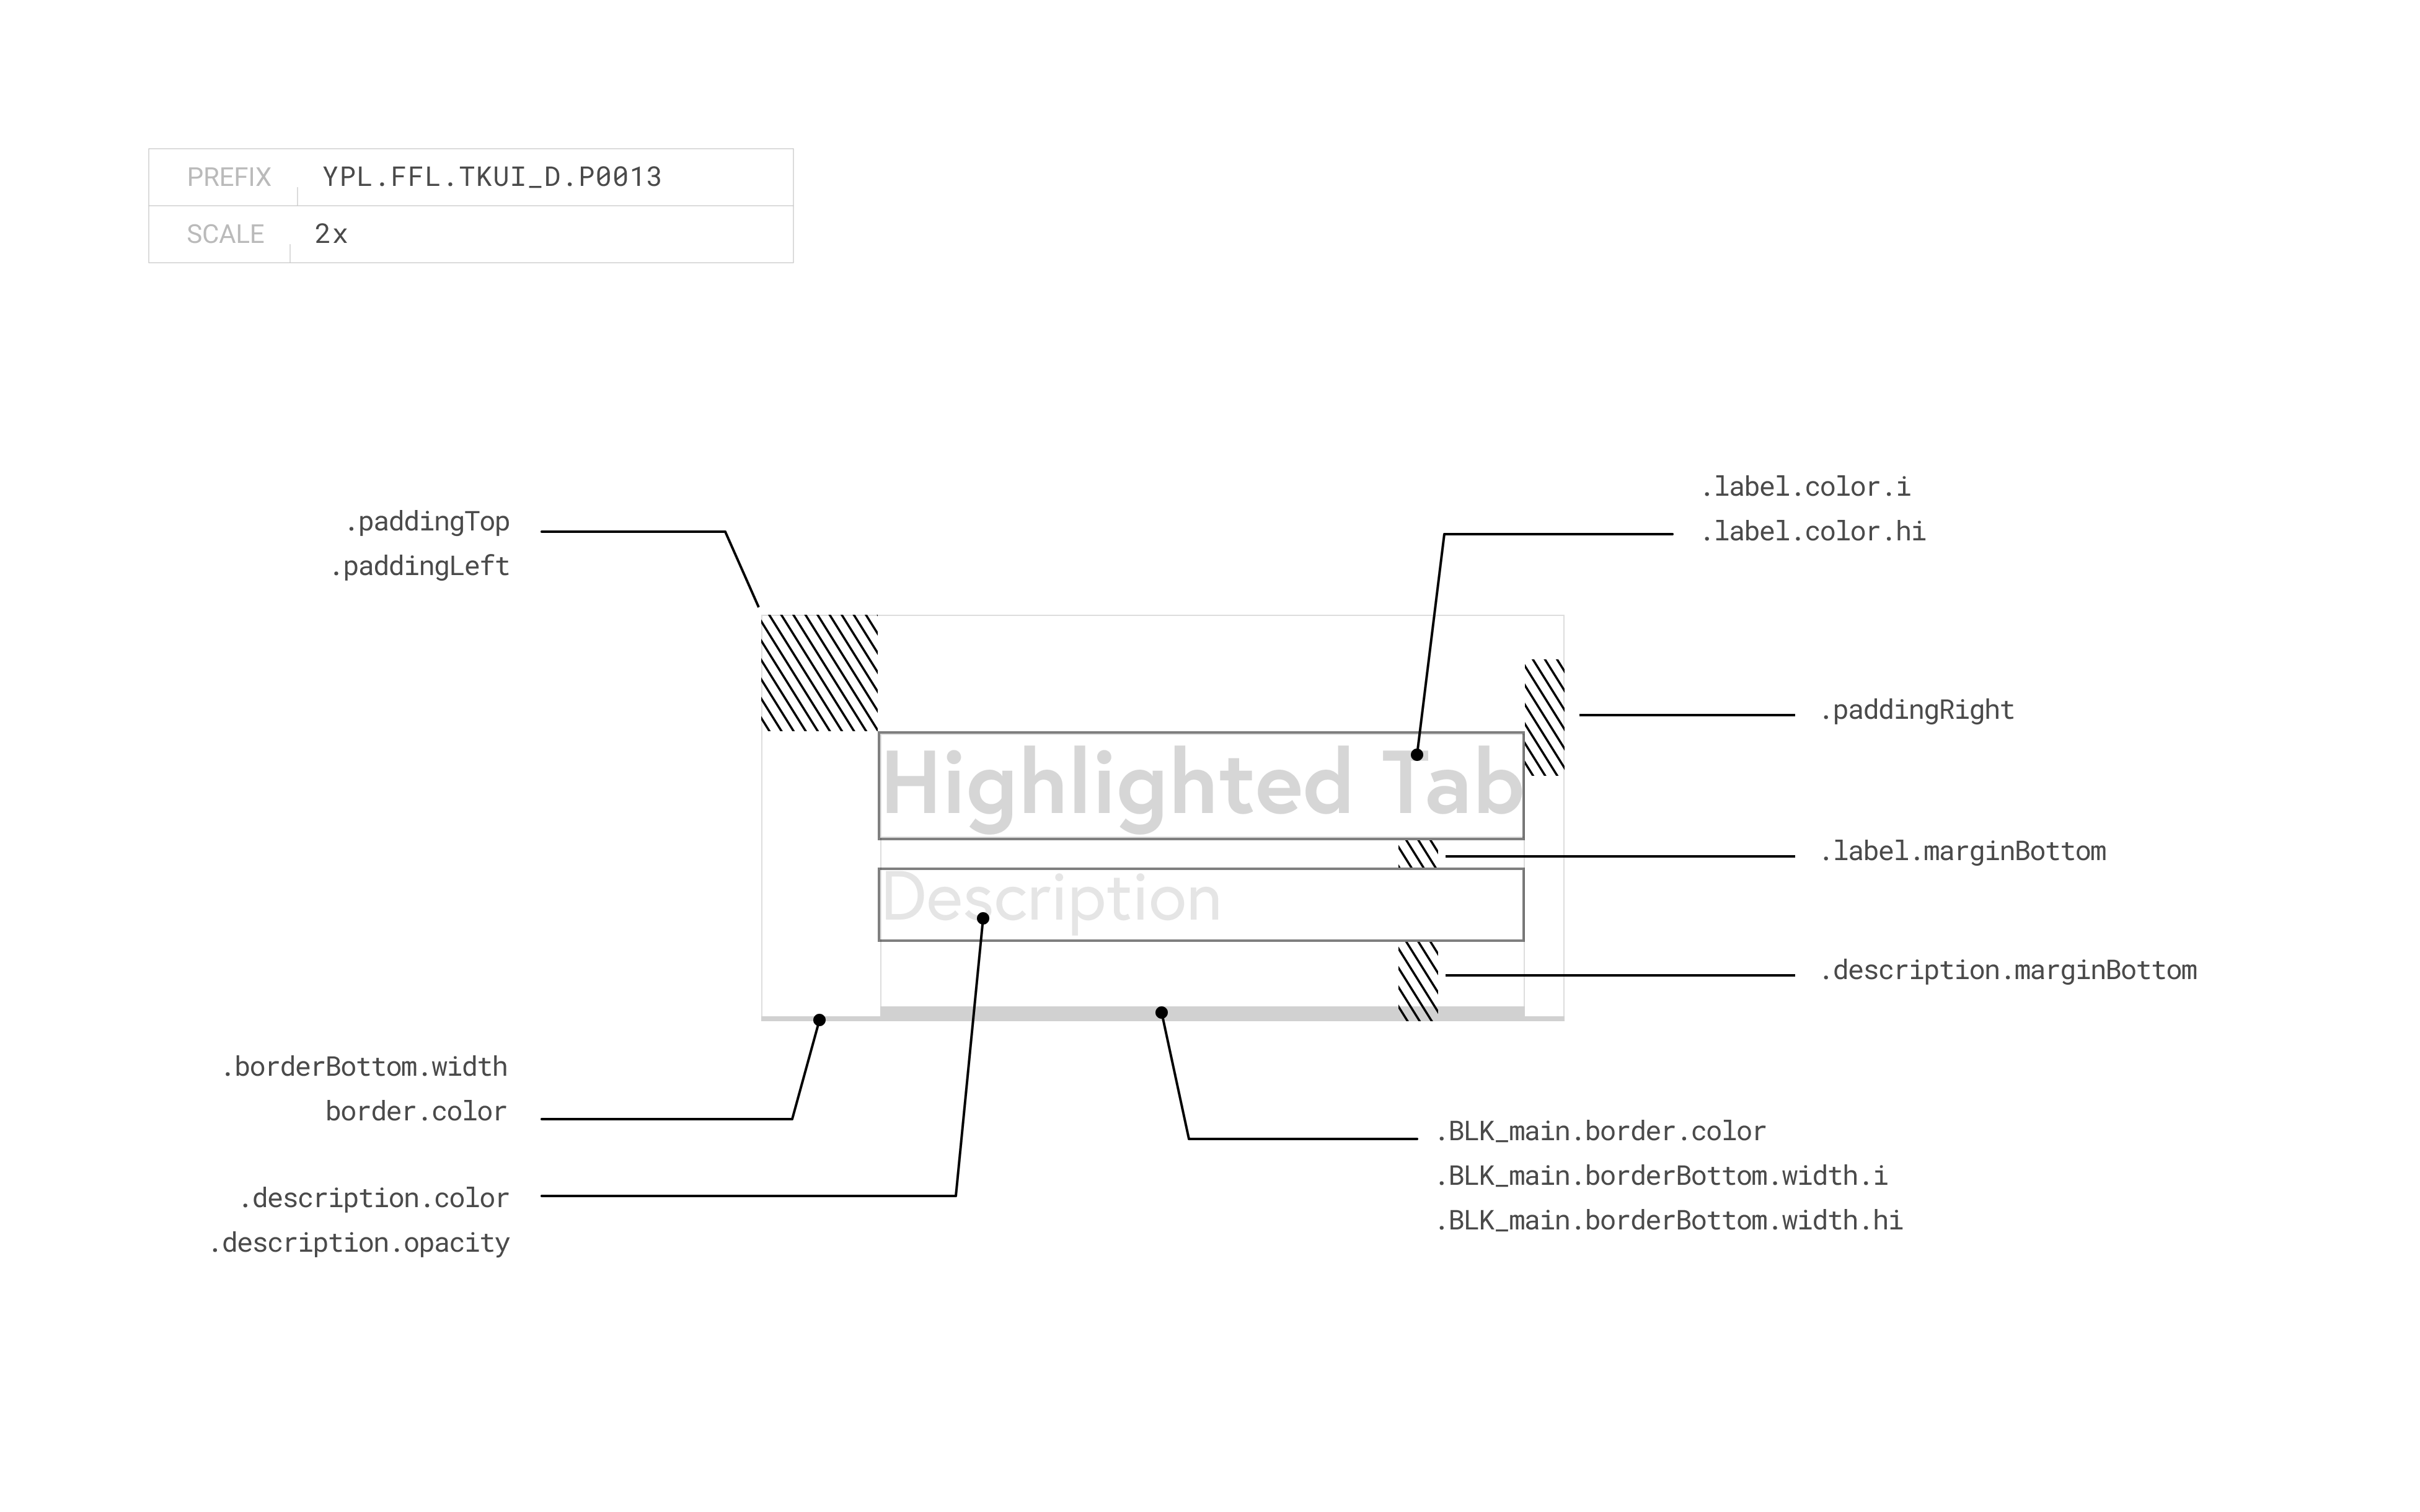 PREFIX YPL.FFL.TKUI_D.P0013
SCALE 2x
.label.color.i
.label.color.hi
.paddingTop
.paddingLeft
.paddingRight
Highlighted Tab
.label.marginBottom
Description
.description.marginBottom
.borderBottom.width
border.color
.description.color
.description.opacity
.BLK_main.border.color
.BLK_main.borderBottom.width.i
.BLK_main.borderBottom.width.hi